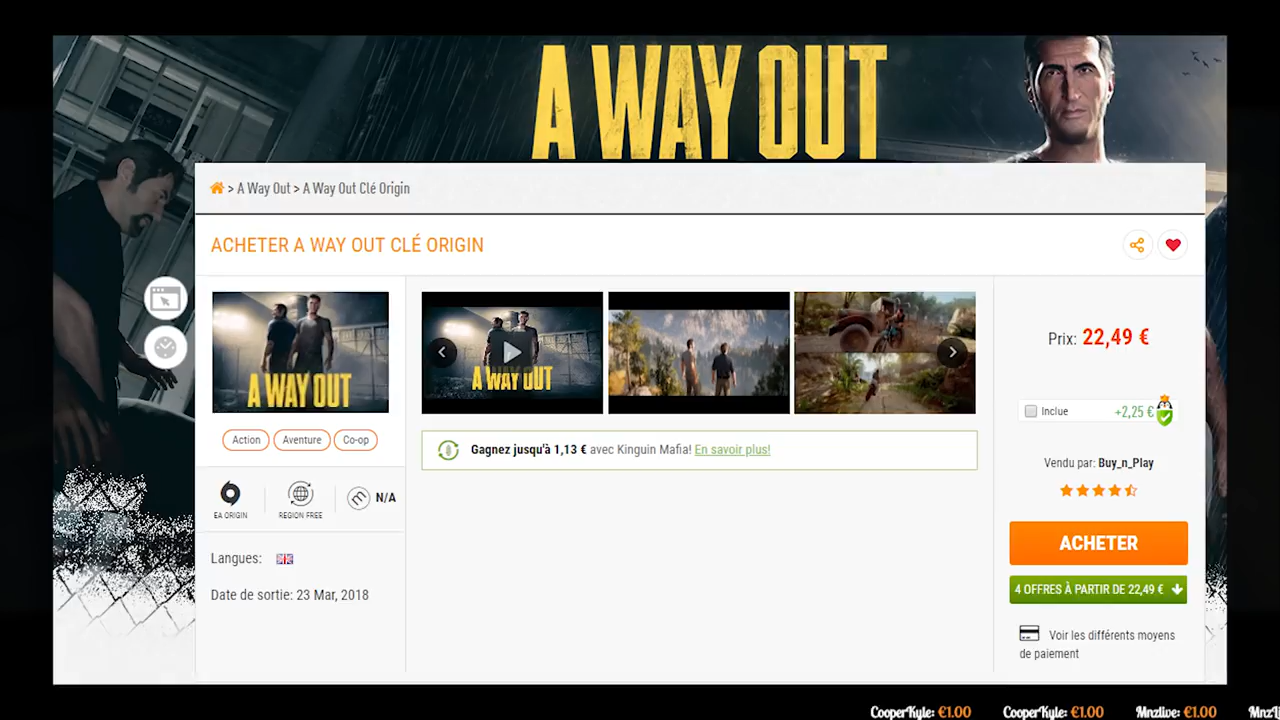 A WAY OUT
> A Way Out > A Way Out Clé Origin
ACHETER A WAY OUT CLÉ ORIGIN
A WAY OUT
A WAY OUT
Action
Aventure
Co-op
EA ORIGIN
REGION FREE
N/A
Langues:
Date de sortie: 23 Mar, 2018
Gagnez jusqu'à 1,13 € avec Kinguin Mafia! En savoir plus!
Prix: 22,49 €
Inclue
+2,25 €
Vendu par: Buy_n_Play
ACHETER
4 OFFRES À PARTIR DE 22,49 €
Voir les différents moyens
de paiement
CooperKyle: €1.00 CooperKyle: €1.00 Mnzlive: €1.00